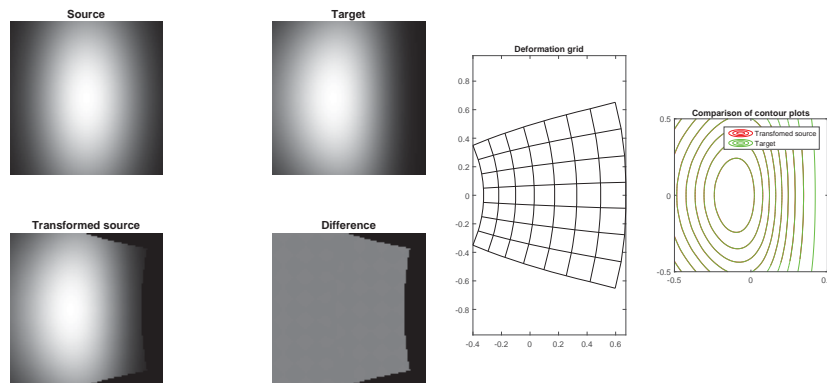 Source
Target
Transformed source
Difference
Deformation grid
0.8
0.6
0.4
0.2
0
-0.2
-0.4
-0.6
-0.8
-0.4
-0.2
0
0.2
0.4
0.6
Comparison of contour plots
0.5
Transfomed source
Target
0
-0.5
-0.5
0
0.5